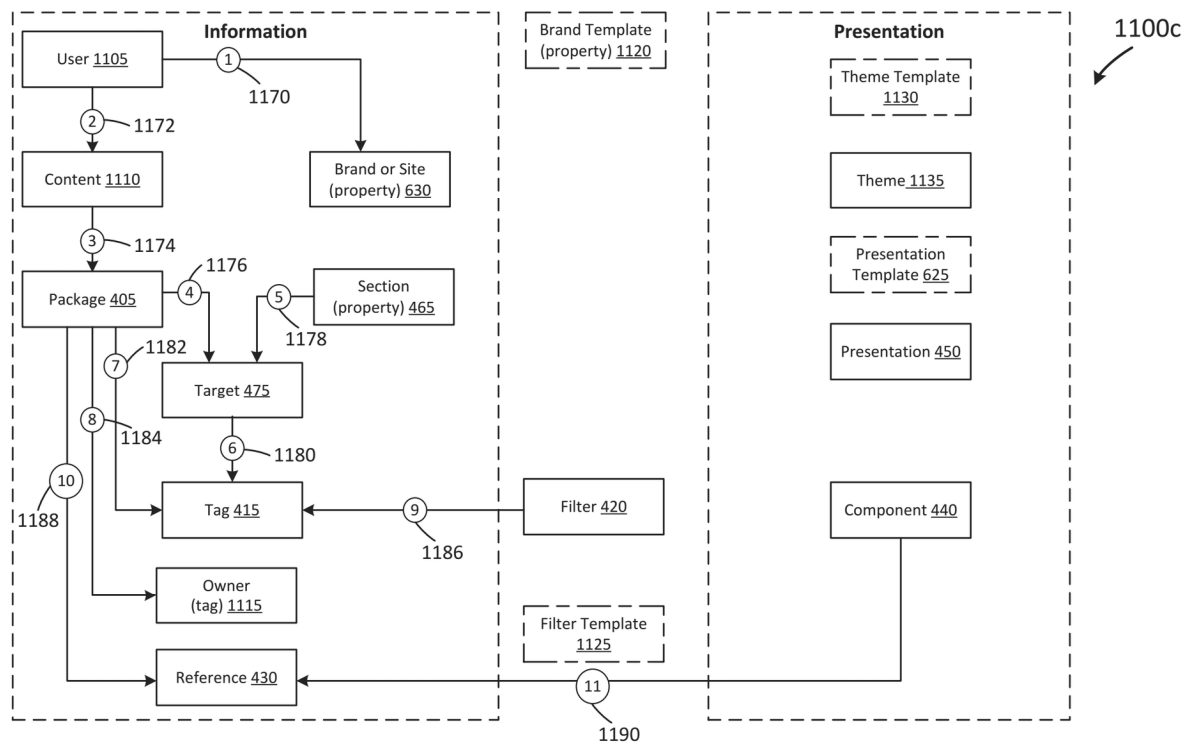 Information
Brand Template
(property) 1120
Presentation
1100c
User 1105
1
1170
Theme Template
1130
2
1172
Content 1110
Brand or Site
(property) 630
Theme 1135
3
1174
1176
Presentation
Template 625
Package 405
4
5
Section
(property) 465
1178
7
1182
Presentation 450
Target 475
8
1184
6
1180
10
1188
Tag 415
9
1186
Filter 420
Component 440
Owner
(tag) 1115
Filter Template
1125
Reference 430
11
1190